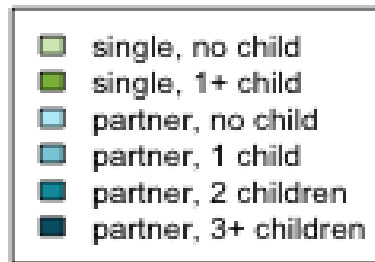 single, no child
single, 1+ child
partner, no child
partner, 1 child
partner, 2 children
partner, 3+ children